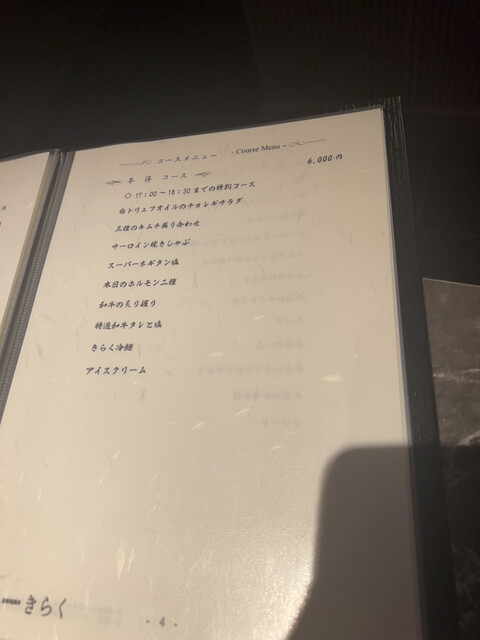 コースメニュー - Course Menu -
早得 コース 6,000円
◇ 17:00~18:30までの特別コース
白トリュフオイルのチョレギサラダ
三種のキムチ盛り合わせ
サーロイン焼きしゃぶ
スーパーネギタン塩
本日のホルモン二種
和牛の炙り握り
特選和牛タレと塩
きらく冷麺
アイスクリーム
ーきらく
- 4 -